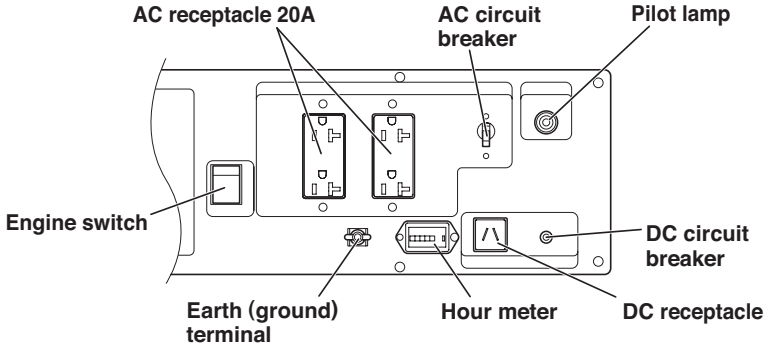 AC receptacle 20A
AC circuit
breaker
Pilot lamp
Engine switch
DC circuit
breaker
Earth (ground)
terminal
Hour meter
DC receptacle